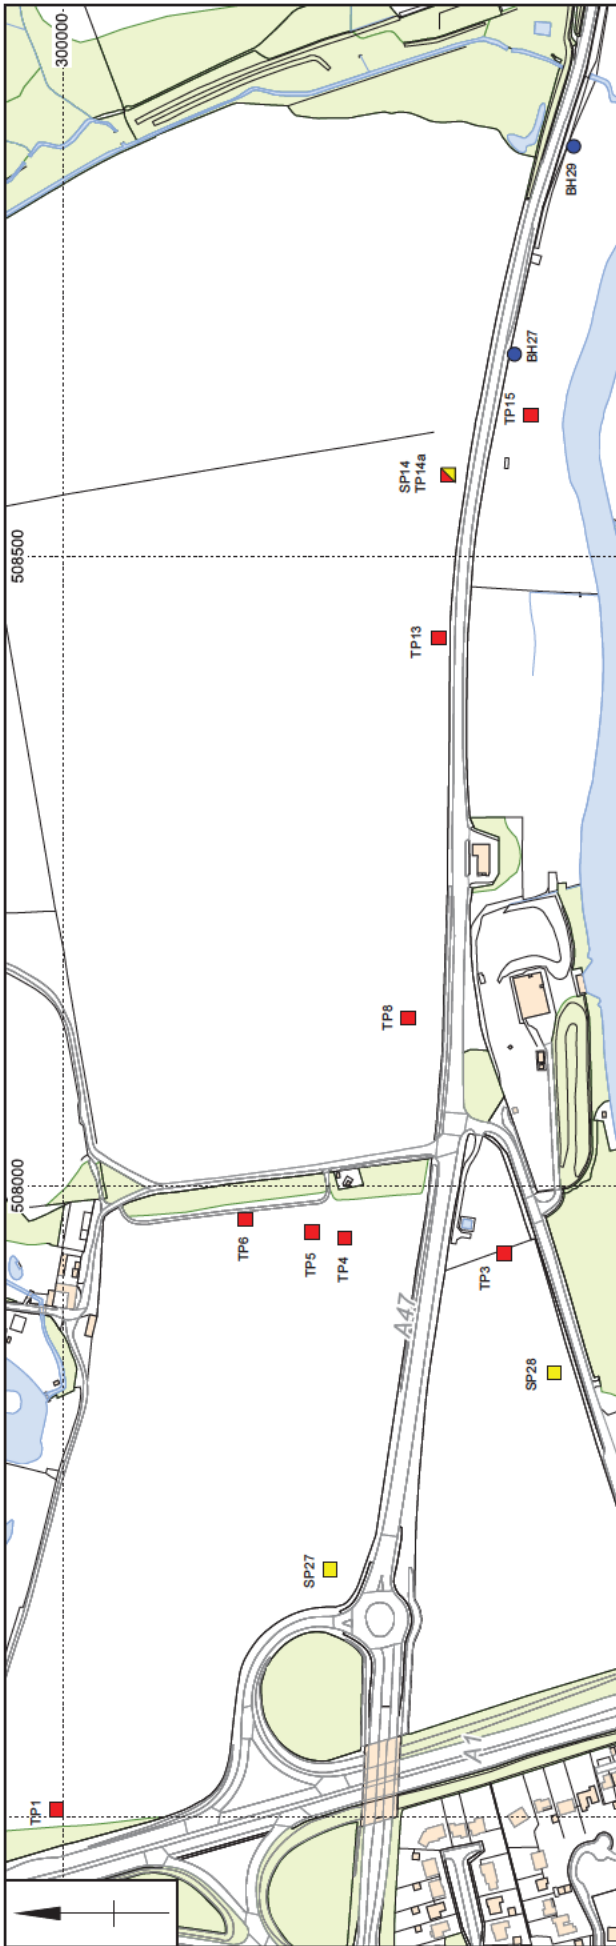 300000
BH29
BH27
TP15
SP14
TP14a
508500
TP13
TP8
508000
TP6
TP5
TP4
TP3
A47
SP28
SP27
A1
TP1